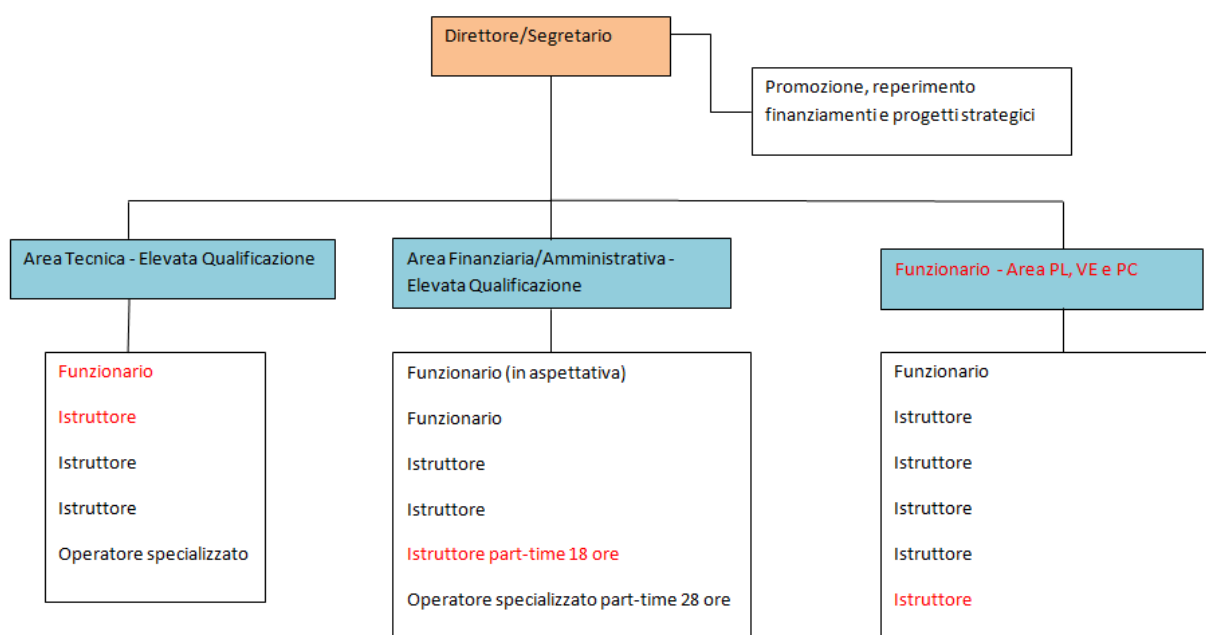 Direttore/Segretario
Promozione, reperimento
finanziamenti e progetti strategici
Area Tecnica - Elevata Qualificazione
Area Finanziaria/Amministrativa -
Elevata Qualificazione
Funzionario - Area PL, VE e PC
Funzionario
Istruttore
Istruttore
Istruttore
Operatore specializzato
Funzionario (in aspettativa)
Funzionario
Istruttore
Istruttore
Istruttore part-time 18 ore
Operatore specializzato part-time 28 ore
Funzionario
Istruttore
Istruttore
Istruttore
Istruttore
Istruttore